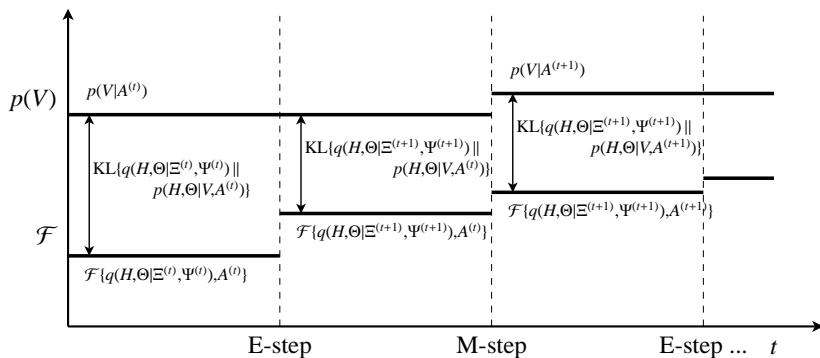 p(V|A⁽ᵗ⁾)
p(V|A⁽ᵗ⁺¹⁾)
p(V)
KL{q(H,Θ|Ξ⁽ᵗ⁾,Ψ⁽ᵗ⁾) ||
p(H,Θ|V,A⁽ᵗ⁾)}
KL{q(H,Θ|Ξ⁽ᵗ⁺¹⁾,Ψ⁽ᵗ⁺¹⁾) ||
p(H,Θ|V,A⁽ᵗ⁾)}
KL{q(H,Θ|Ξ⁽ᵗ⁺¹⁾,Ψ⁽ᵗ⁺¹⁾) ||
p(H,Θ|V,A⁽ᵗ⁺¹⁾)}
ℱ
ℱ{q(H,Θ|Ξ⁽ᵗ⁾,Ψ⁽ᵗ⁾),A⁽ᵗ⁾}
ℱ{q(H,Θ|Ξ⁽ᵗ⁺¹⁾,Ψ⁽ᵗ⁺¹⁾),A⁽ᵗ⁾}
ℱ{q(H,Θ|Ξ⁽ᵗ⁺¹⁾,Ψ⁽ᵗ⁺¹⁾),A⁽ᵗ⁺¹⁾}
E-step M-step E-step ... t